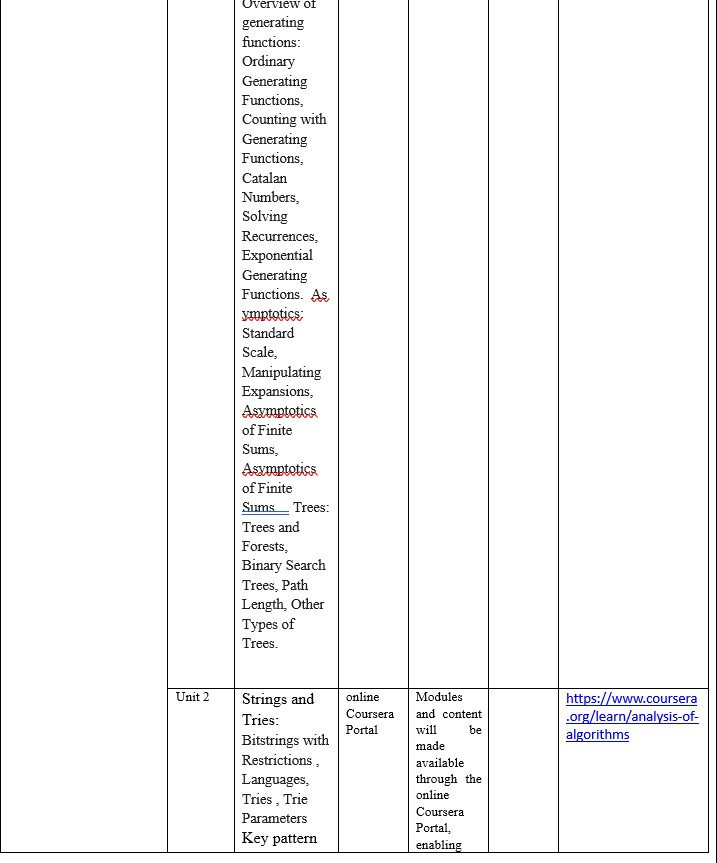 Overview of
generating
functions:
Ordinary
Generating
Functions,
Counting with
Generating
Functions,
Catalan
Numbers,
Solving
Recurrences,
Exponential
Generating
Functions. As
ymptotics:
Standard
Scale,
Manipulating
Expansions,
Asymptotics
of Finite
Sums,
Asymptotics
of Finite
Sums Trees:
Trees and
Forests,
Binary Search
Trees, Path
Length, Other
Types of
Trees.
Unit 2
Strings and
Tries:
Bitstrings with
Restrictions ,
Languages,
Tries , Trie
Parameters
Key pattern
online
Coursera
Portal
Modules
and content
will be
made
available
through the
online
Coursera
Portal,
enabling
https://www.coursera
.org/learn/analysis-of-
algorithms